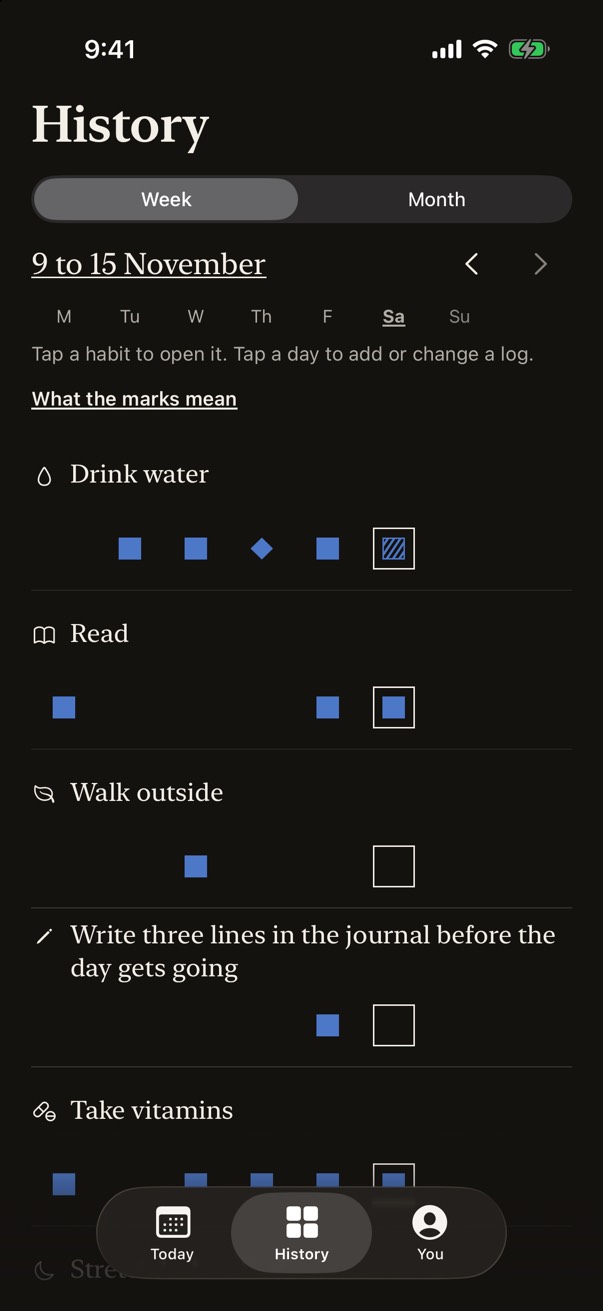 9:41
History
Week
Month
9 to 15 November
M Tu W Th F Sa Su
Tap a habit to open it. Tap a day to add or change a log.
What the marks mean
Drink water
Read
Walk outside
Write three lines in the journal before the
day gets going
Take vitamins
Today
History
You